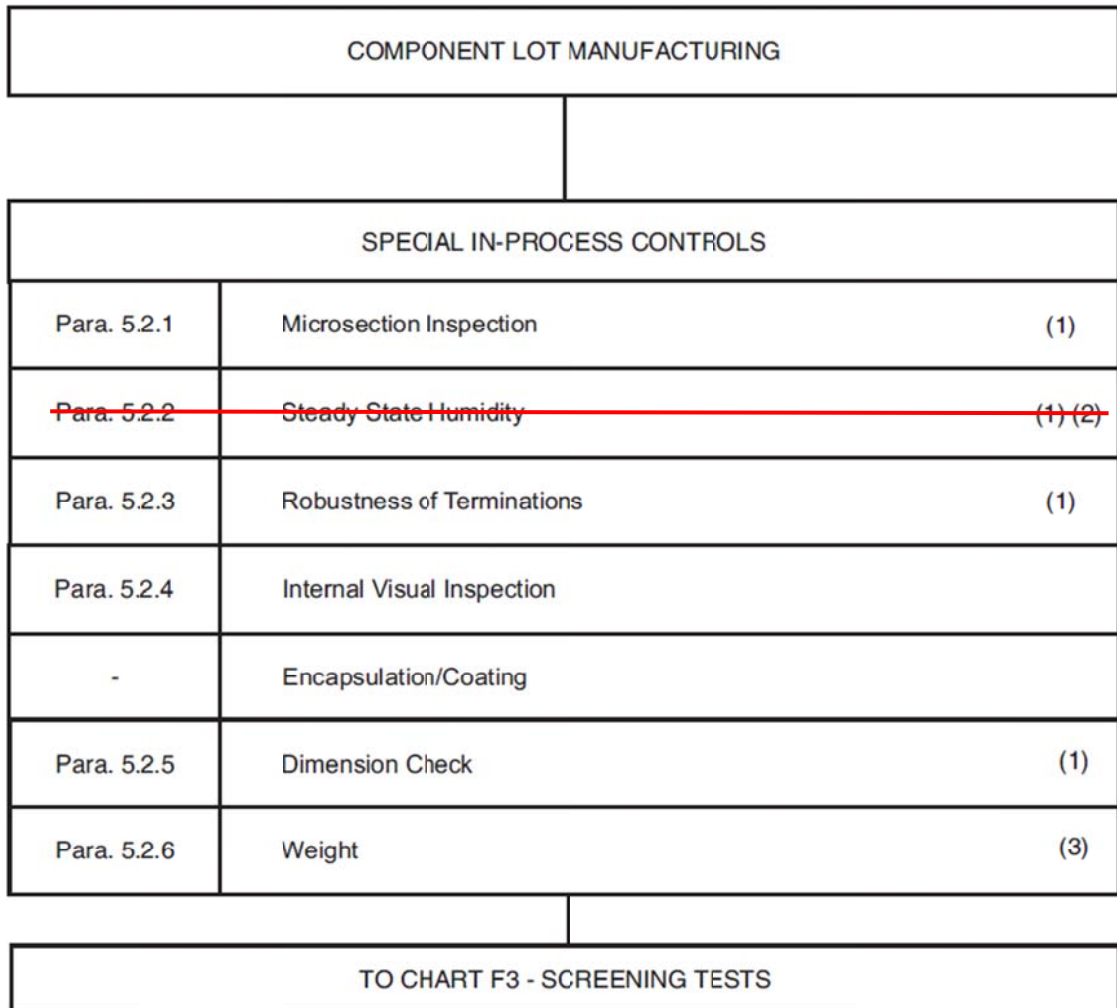 COMPONENT LOT MANUFACTURING
SPECIAL IN-PROCESS CONTROLS
Para. 5.2.1 Microsection Inspection (1)
Para. 5.2.2 Steady State Humidity (1) (2)
Para. 5.2.3 Robustness of Terminations (1)
Para. 5.2.4 Internal Visual Inspection
- Encapsulation/Coating
Para. 5.2.5 Dimension Check (1)
Para. 5.2.6 Weight (3)
TO CHART F3 - SCREENING TESTS